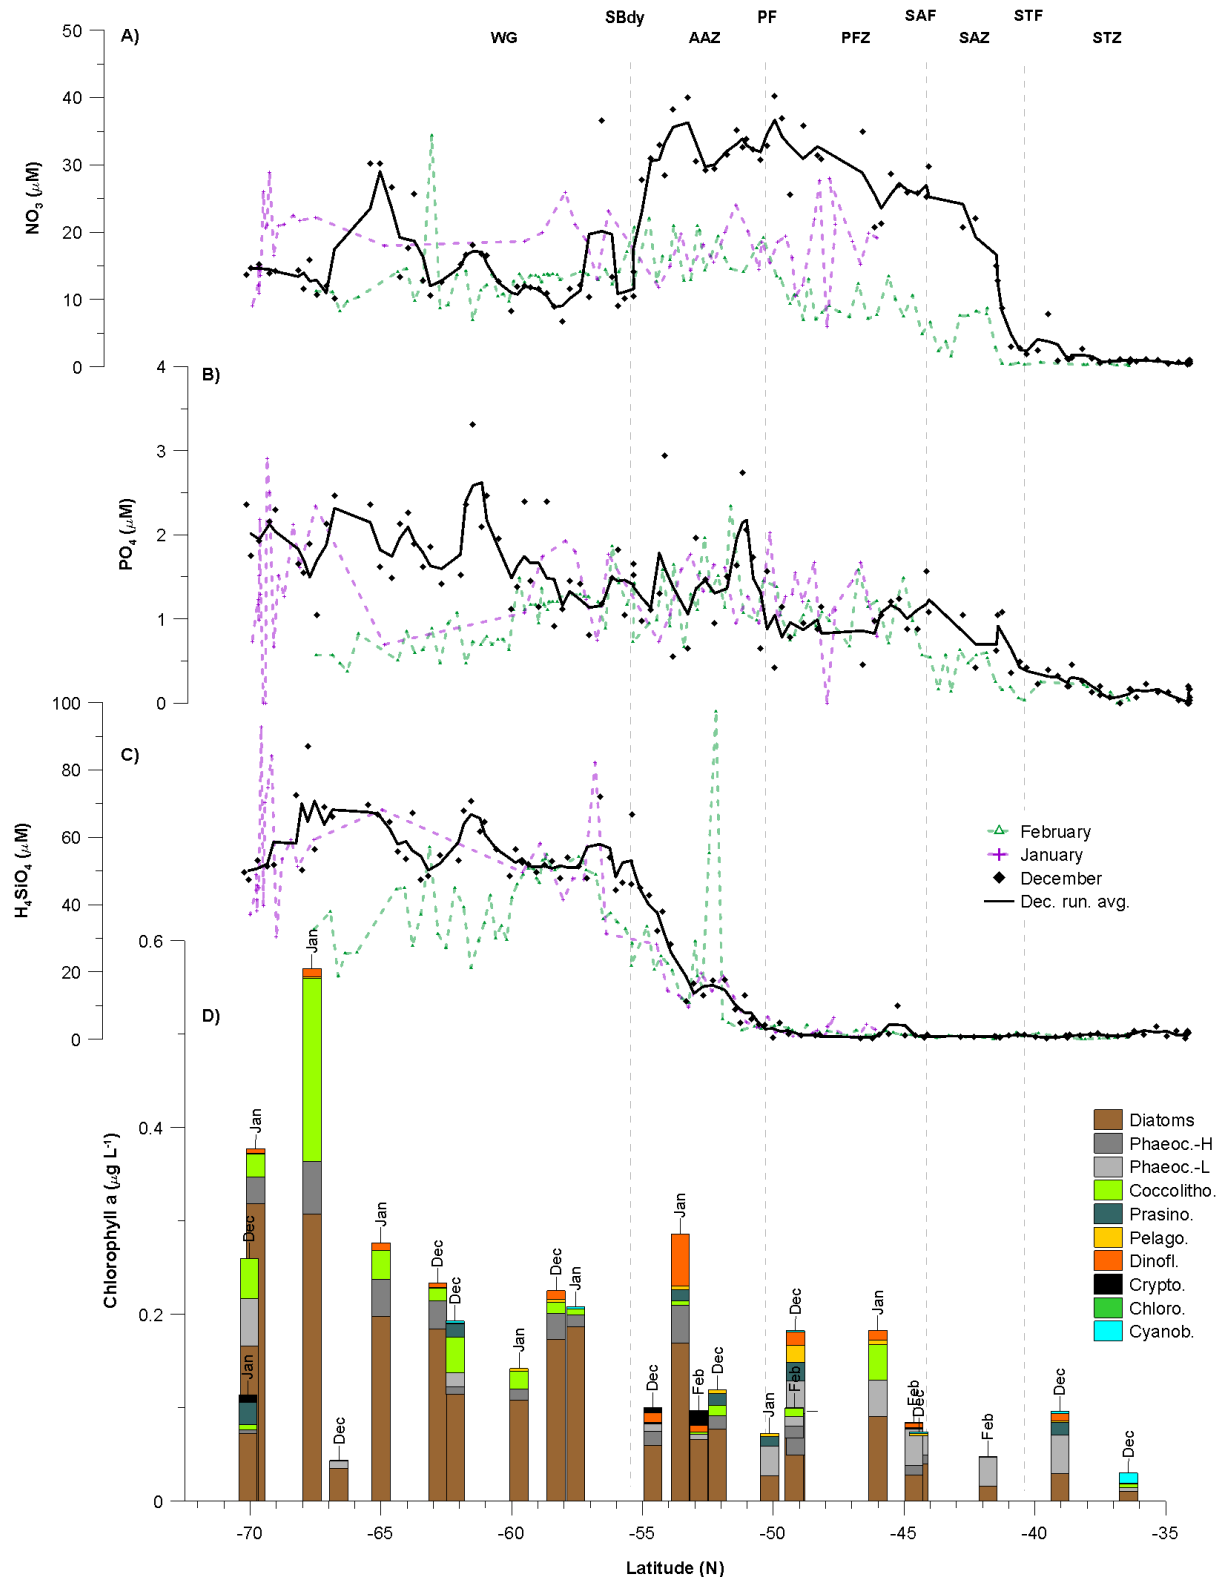 SBdy PF SAF STF
A) WG AAZ PFZ SAZ STZ
50
40
30
20
10
0
NO3 (μM)
B)
4
3
2
1
0
PO4 (μM)
C)
100
80
60
40
20
0
H4SiO4 (μM)
February
January
December
Dec. run. avg.
D)
0.6
0.4
0.2
0
Chlorophyll a (μg L-1)
Jan
Dec
Jan
Jan
Dec
Jan
Dec
Dec
Jan
Dec
Jan
Dec
Jan
Feb
Dec
Jan
Dec
Feb
Jan
Feb
Dec
Feb
Dec
Dec
Diatoms
Phaeoc.-H
Phaeoc.-L
Coccolitho.
Prasino.
Pelago.
Dinofl.
Crypto.
Chloro.
Cyanob.
-70 -65 -60 -55 -50 -45 -40 -35
Latitude (N)